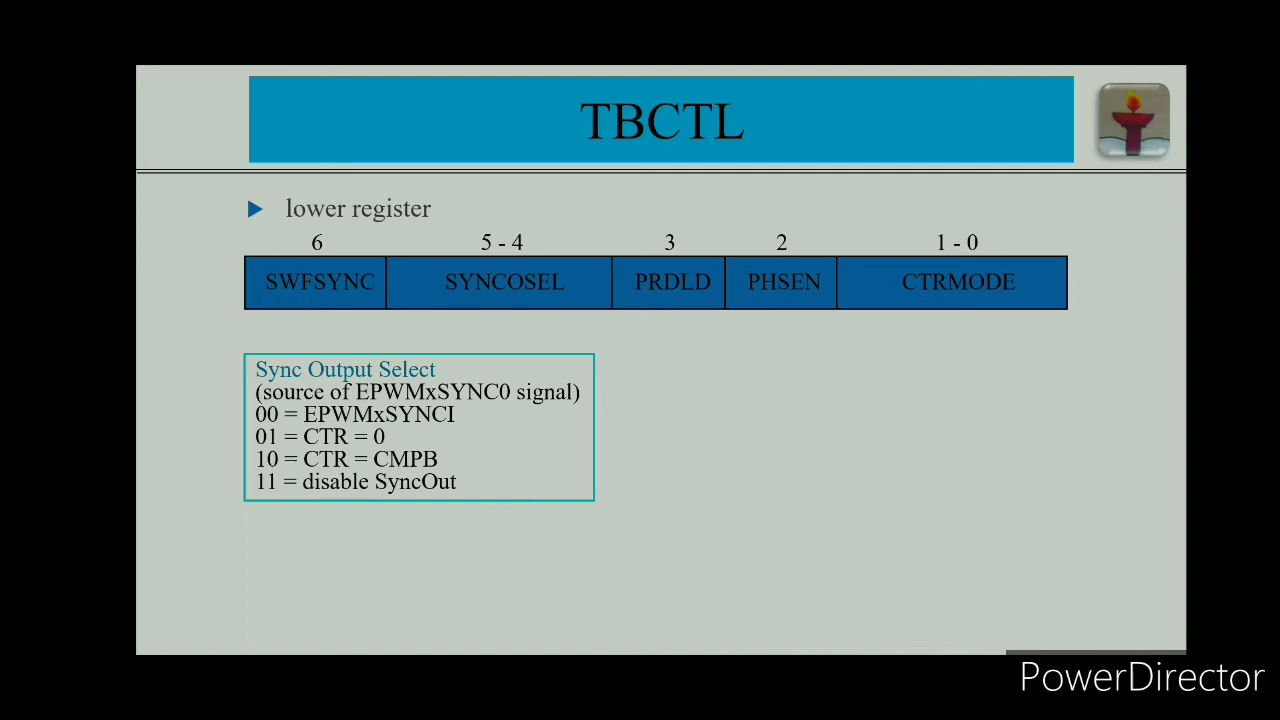 TBCTL
lower register
6 5 - 4 3 2 1 - 0
SWFSYNC SYNCOSEL PRDLD PHSEN CTRMODE
Sync Output Select
(source of EPWMxSYNC0 signal)
00 = EPWMxSYNCI
01 = CTR = 0
10 = CTR = CMPB
11 = disable SyncOut
PowerDirector